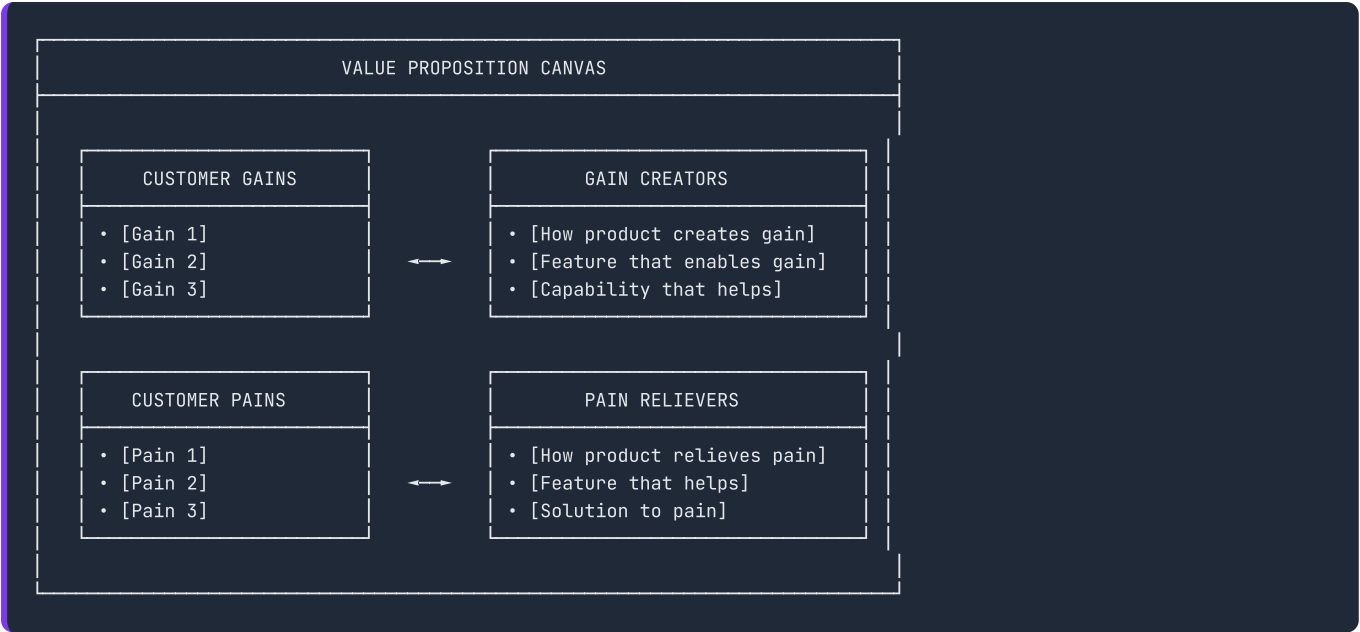 VALUE PROPOSITION CANVAS
CUSTOMER GAINS GAIN CREATORS
• [Gain 1] • [How product creates gain]
• [Gain 2] ◄─► • [Feature that enables gain]
• [Gain 3] • [Capability that helps]
CUSTOMER PAINS PAIN RELIEVERS
• [Pain 1] • [How product relieves pain]
• [Pain 2] ◄─► • [Feature that helps]
• [Pain 3] • [Solution to pain]